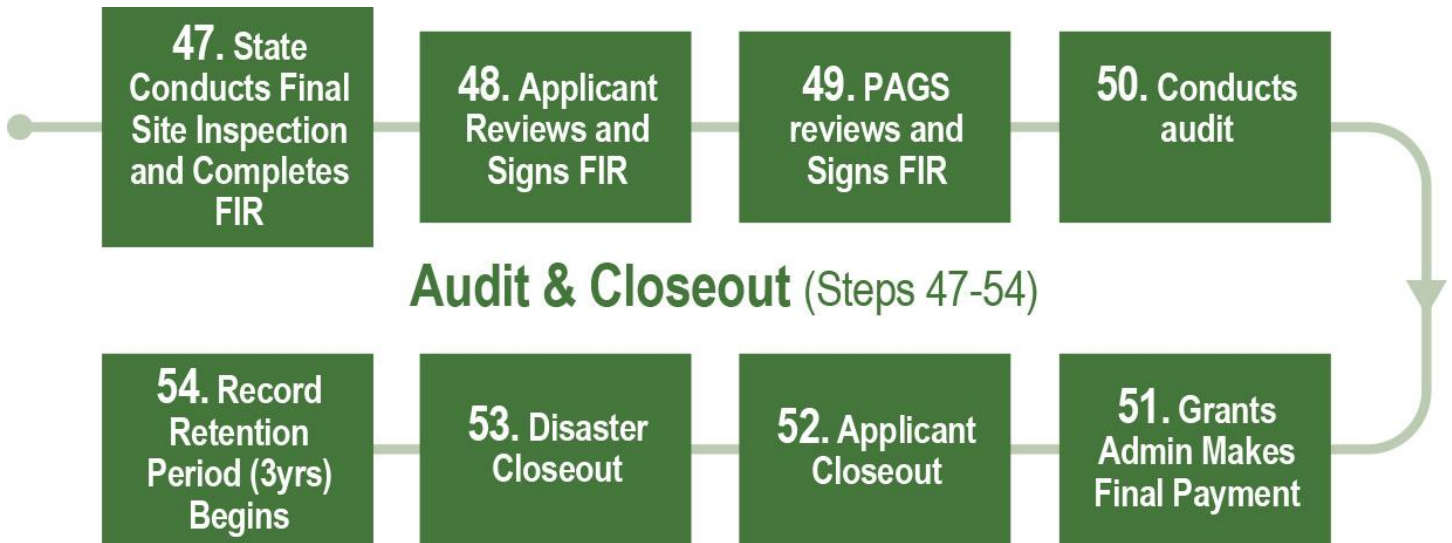 47. State
Conducts Final
Site Inspection
and Completes
FIR
48. Applicant
Reviews and
Signs FIR
49. PAGS
reviews and
Signs FIR
50. Conducts
audit
Audit & Closeout (Steps 47-54)
51. Grants
Admin Makes
Final Payment
52. Applicant
Closeout
53. Disaster
Closeout
54. Record
Retention
Period (3yrs)
Begins